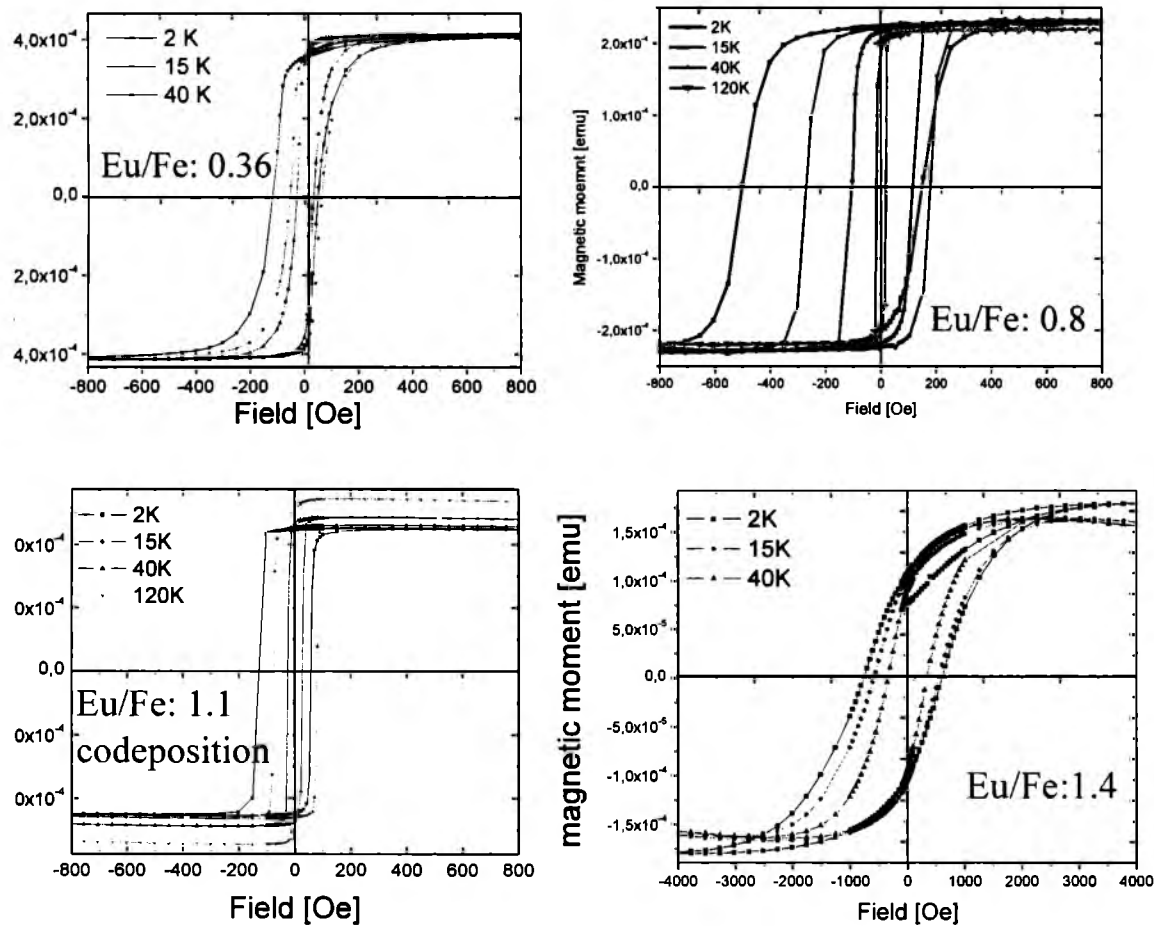 4,0x10⁻⁴
2,0x10⁻⁴
0,0
2,0x10⁻⁴
4,0x10⁻⁴
2 K
15 K
40 K
Eu/Fe: 0.36
-800 -600 -400 -200 0 200 400 600 800
Field [Oe]
2,0x10⁻⁴
1,0x10⁻⁴
0,0
-1,0x10⁻⁴
-2,0x10⁻⁴
Magnetic moemnt [emu]
2K
15K
40K
120K
Eu/Fe: 0.8
-800 -600 -400 -200 0 200 400 600 800
Field [Oe]
0x10⁻⁴
0x10⁻⁴
0,0
0x10⁻⁴
0x10⁻⁴
2K
15K
40K
120K
Eu/Fe: 1.1
codeposition
-800 -600 -400 -200 0 200 400 600 800
Field [Oe]
1,5x10⁻⁴
1,0x10⁻⁴
5,0x10⁻⁵
0,0
-5,0x10⁻⁵
-1,0x10⁻⁴
-1,5x10⁻⁴
magnetic moment [emu]
2K
15K
40K
Eu/Fe:1.4
-4000 -3000 -2000 -1000 0 1000 2000 3000 4000
Field [Oe]